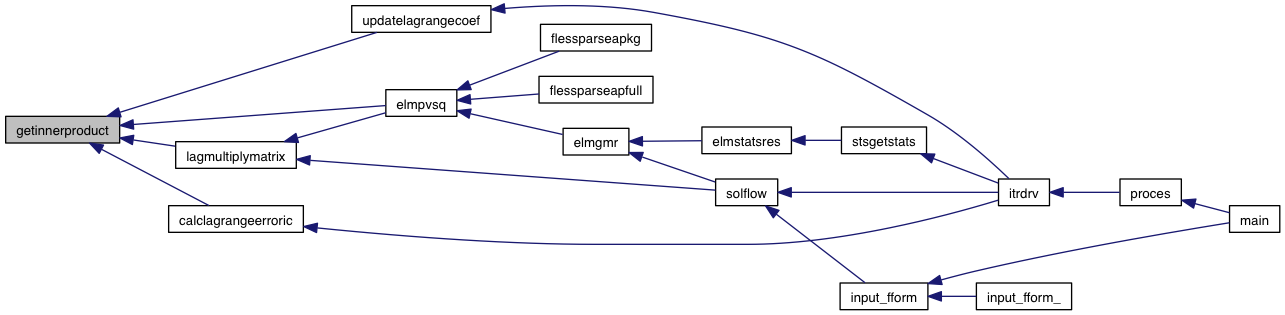 updatelagrangecoef
flessparseapkg
flessparseapfull
elmpvsq
getinnerproduct
elmgmr
elmstatsres
stsgetstats
lagmultiplymatrix
solflow
itrdrv
proces
calclagrangeerroric
main
input_fform
input_fform_